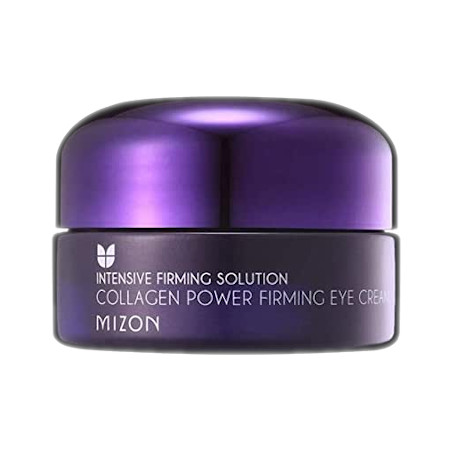 INTENSIVE FIRMING SOLUTION
COLLAGEN POWER FIRMING EYE CREAM
MIZON